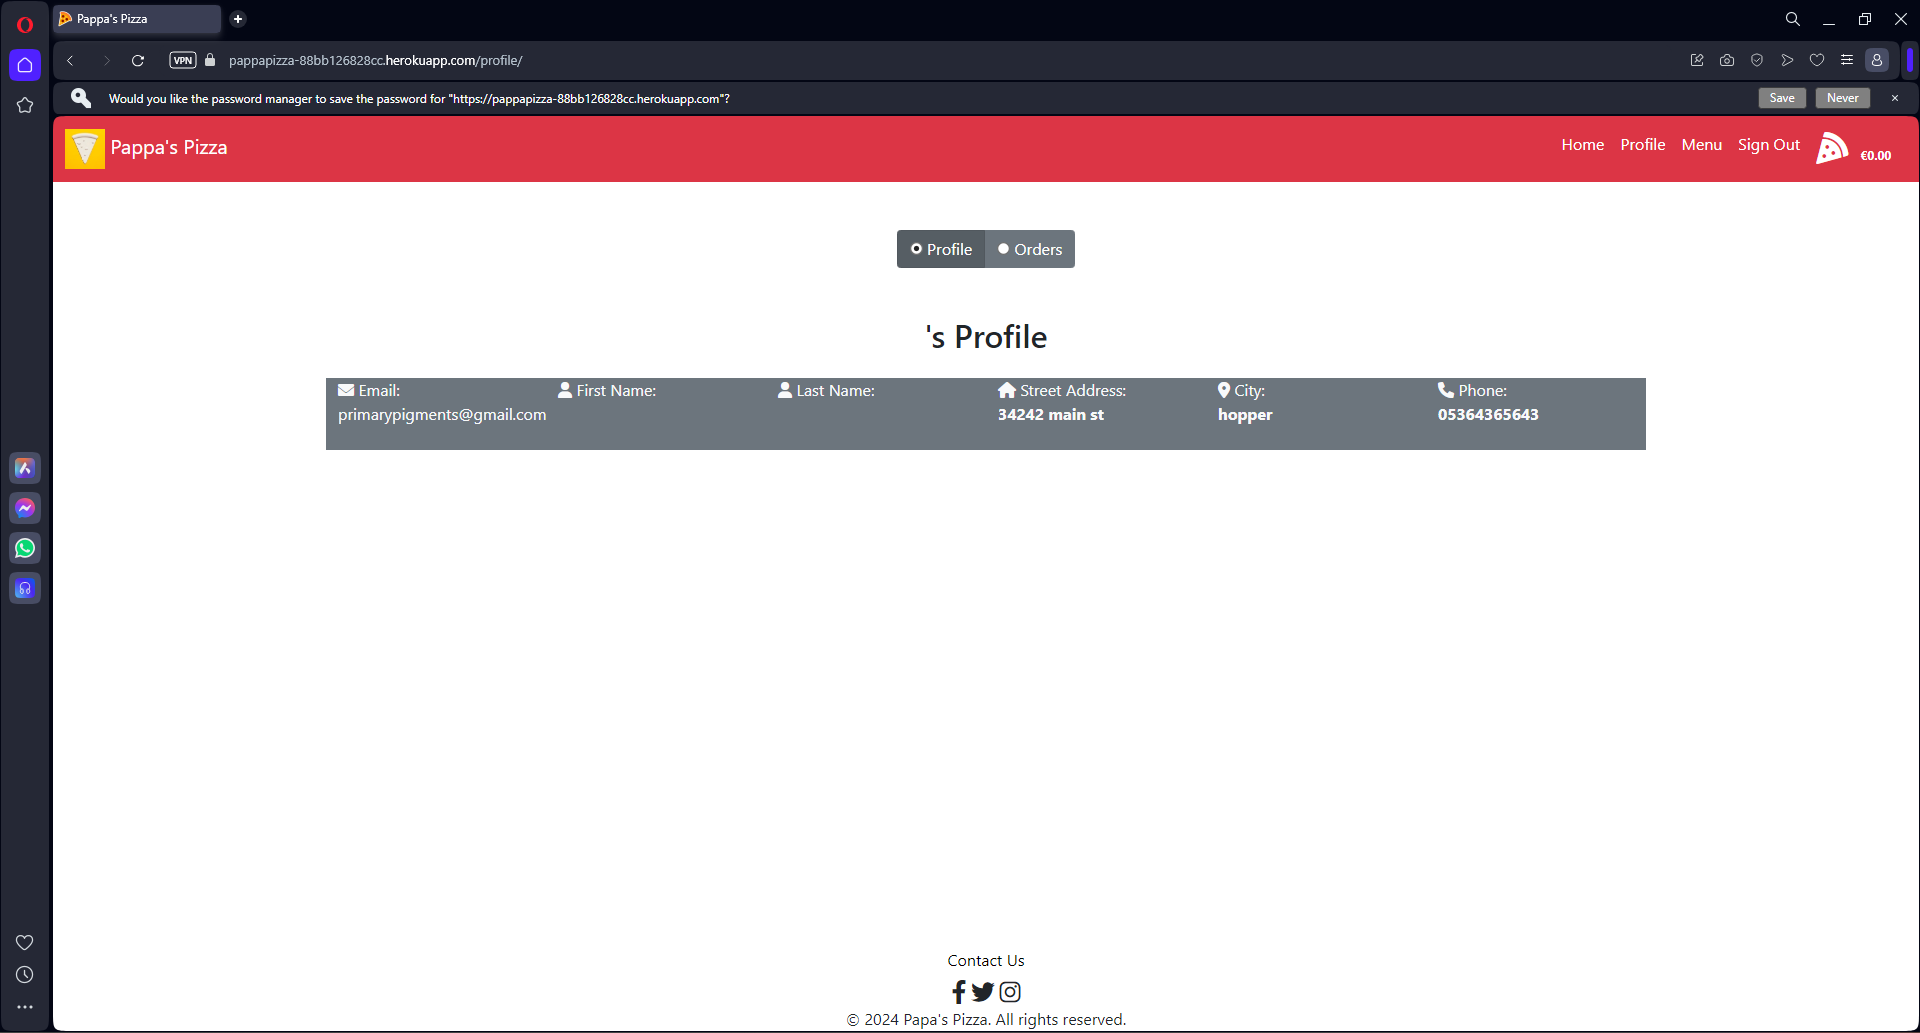 Pappa's Pizza
VPN
pappapizza-88bb126828cc.herokuapp.com/profile/
Would you like the password manager to save the password for "https://pappapizza-88bb126828cc.herokuapp.com"?
Save
Never
Pappa's Pizza
Home
Profile
Menu
Sign Out
€0.00
Profile
Orders
's Profile
Email:
primarypigments@gmail.com
First Name:
Last Name:
Street Address:
34242 main st
City:
hopper
Phone:
05364365643
Contact Us
© 2024 Papa's Pizza. All rights reserved.